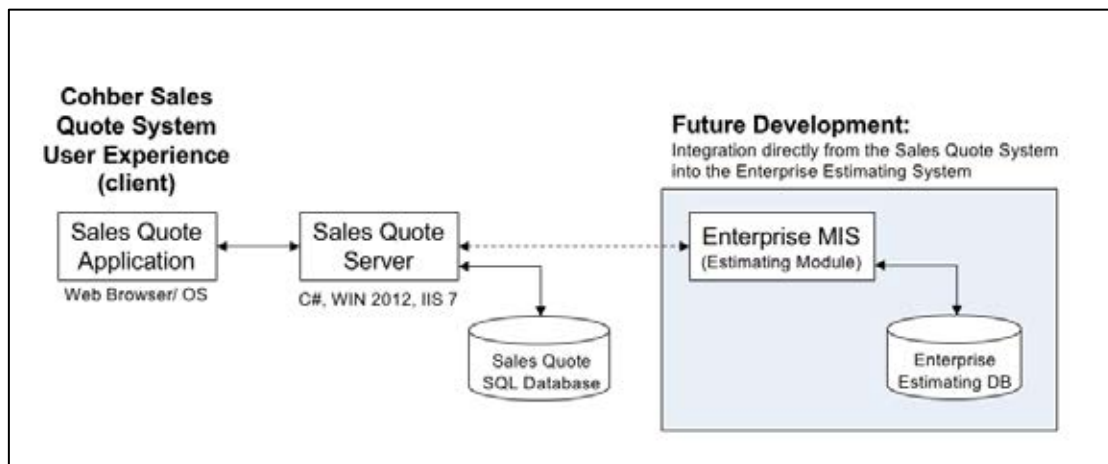 Cohber Sales
Quote System
User Experience
(client)
Future Development:
Integration directly from the Sales Quote System
into the Enterprise Estimating System
Sales Quote
Application
Web Browser/ OS
Sales Quote
Server
C#, WIN 2012, IIS 7
Enterprise MIS
(Estimating Module)
Sales Quote
SQL Database
Enterprise
Estimating DB